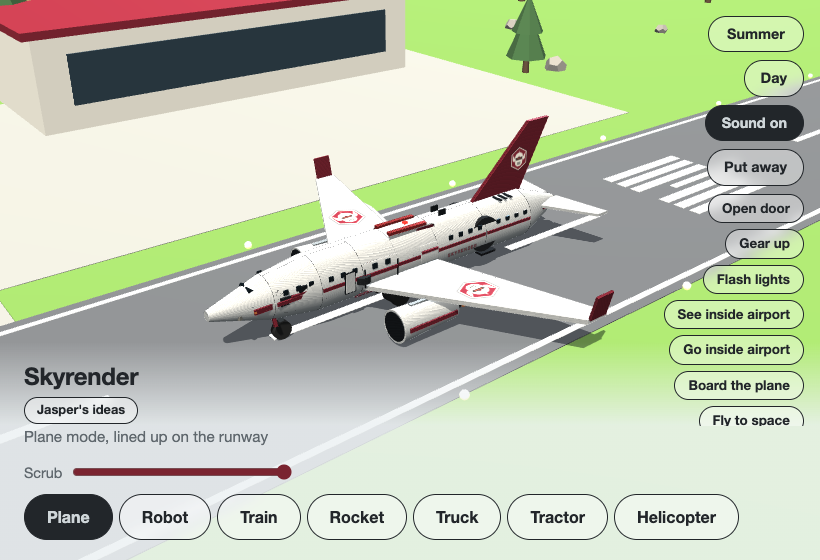 Summer
Day
Sound on
Put away
Open door
Gear up
Flash lights
See inside airport
Go inside airport
Board the plane
Fly to space
Skyrender
Jasper's ideas
Plane mode, lined up on the runway
Scrub
Plane
Robot
Train
Rocket
Truck
Tractor
Helicopter